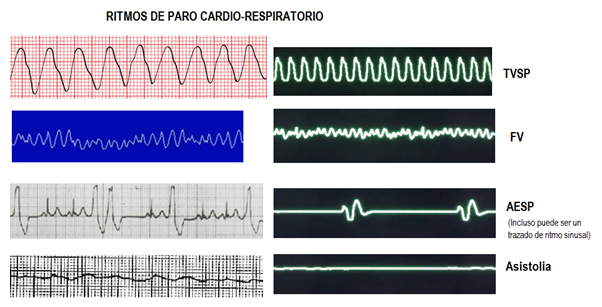 RITMOS DE PARO CARDIO-RESPIRATORIO
TVSP
FV
AESP
(Incluso puede ser un
trazado de ritmo sinusal)
Asistolia